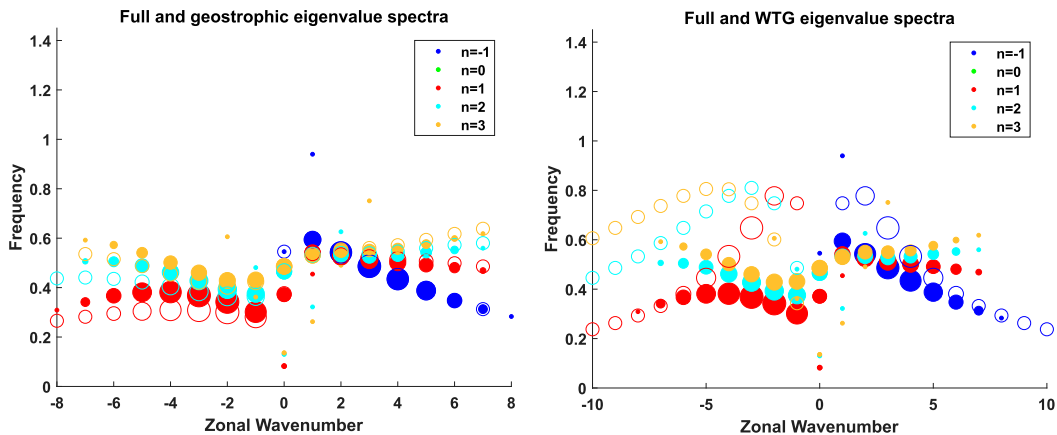 Full and geostrophic eigenvalue spectra
1.4
1.2
1
0.8
0.6
0.4
0.2
0
Frequency
-8
-6
-4
-2
0
2
4
6
8
Zonal Wavenumber
n=-1
n=0
n=1
n=2
n=3
Full and WTG eigenvalue spectra
1.4
1.2
1
0.8
0.6
0.4
0.2
0
Frequency
-10
-5
0
5
10
Zonal Wavenumber
n=-1
n=0
n=1
n=2
n=3